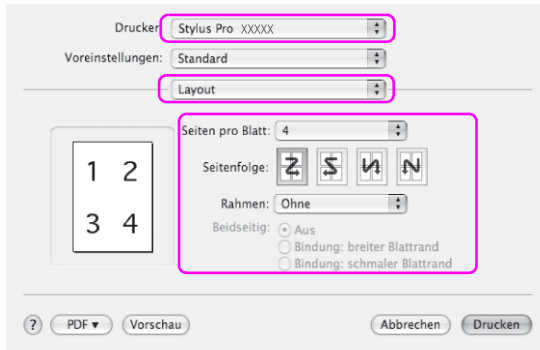 Drucker: Stylus Pro XXXXX
Voreinstellungen: Standard
Layout
Seiten pro Blatt: 4
Seitenfolge:
Rahmen: Ohne
Beidseitig: Aus
Bindung: breiter Blattrand
Bindung: schmaler Blattrand
1 2
3 4
? PDF Vorschau Abbrechen Drucken